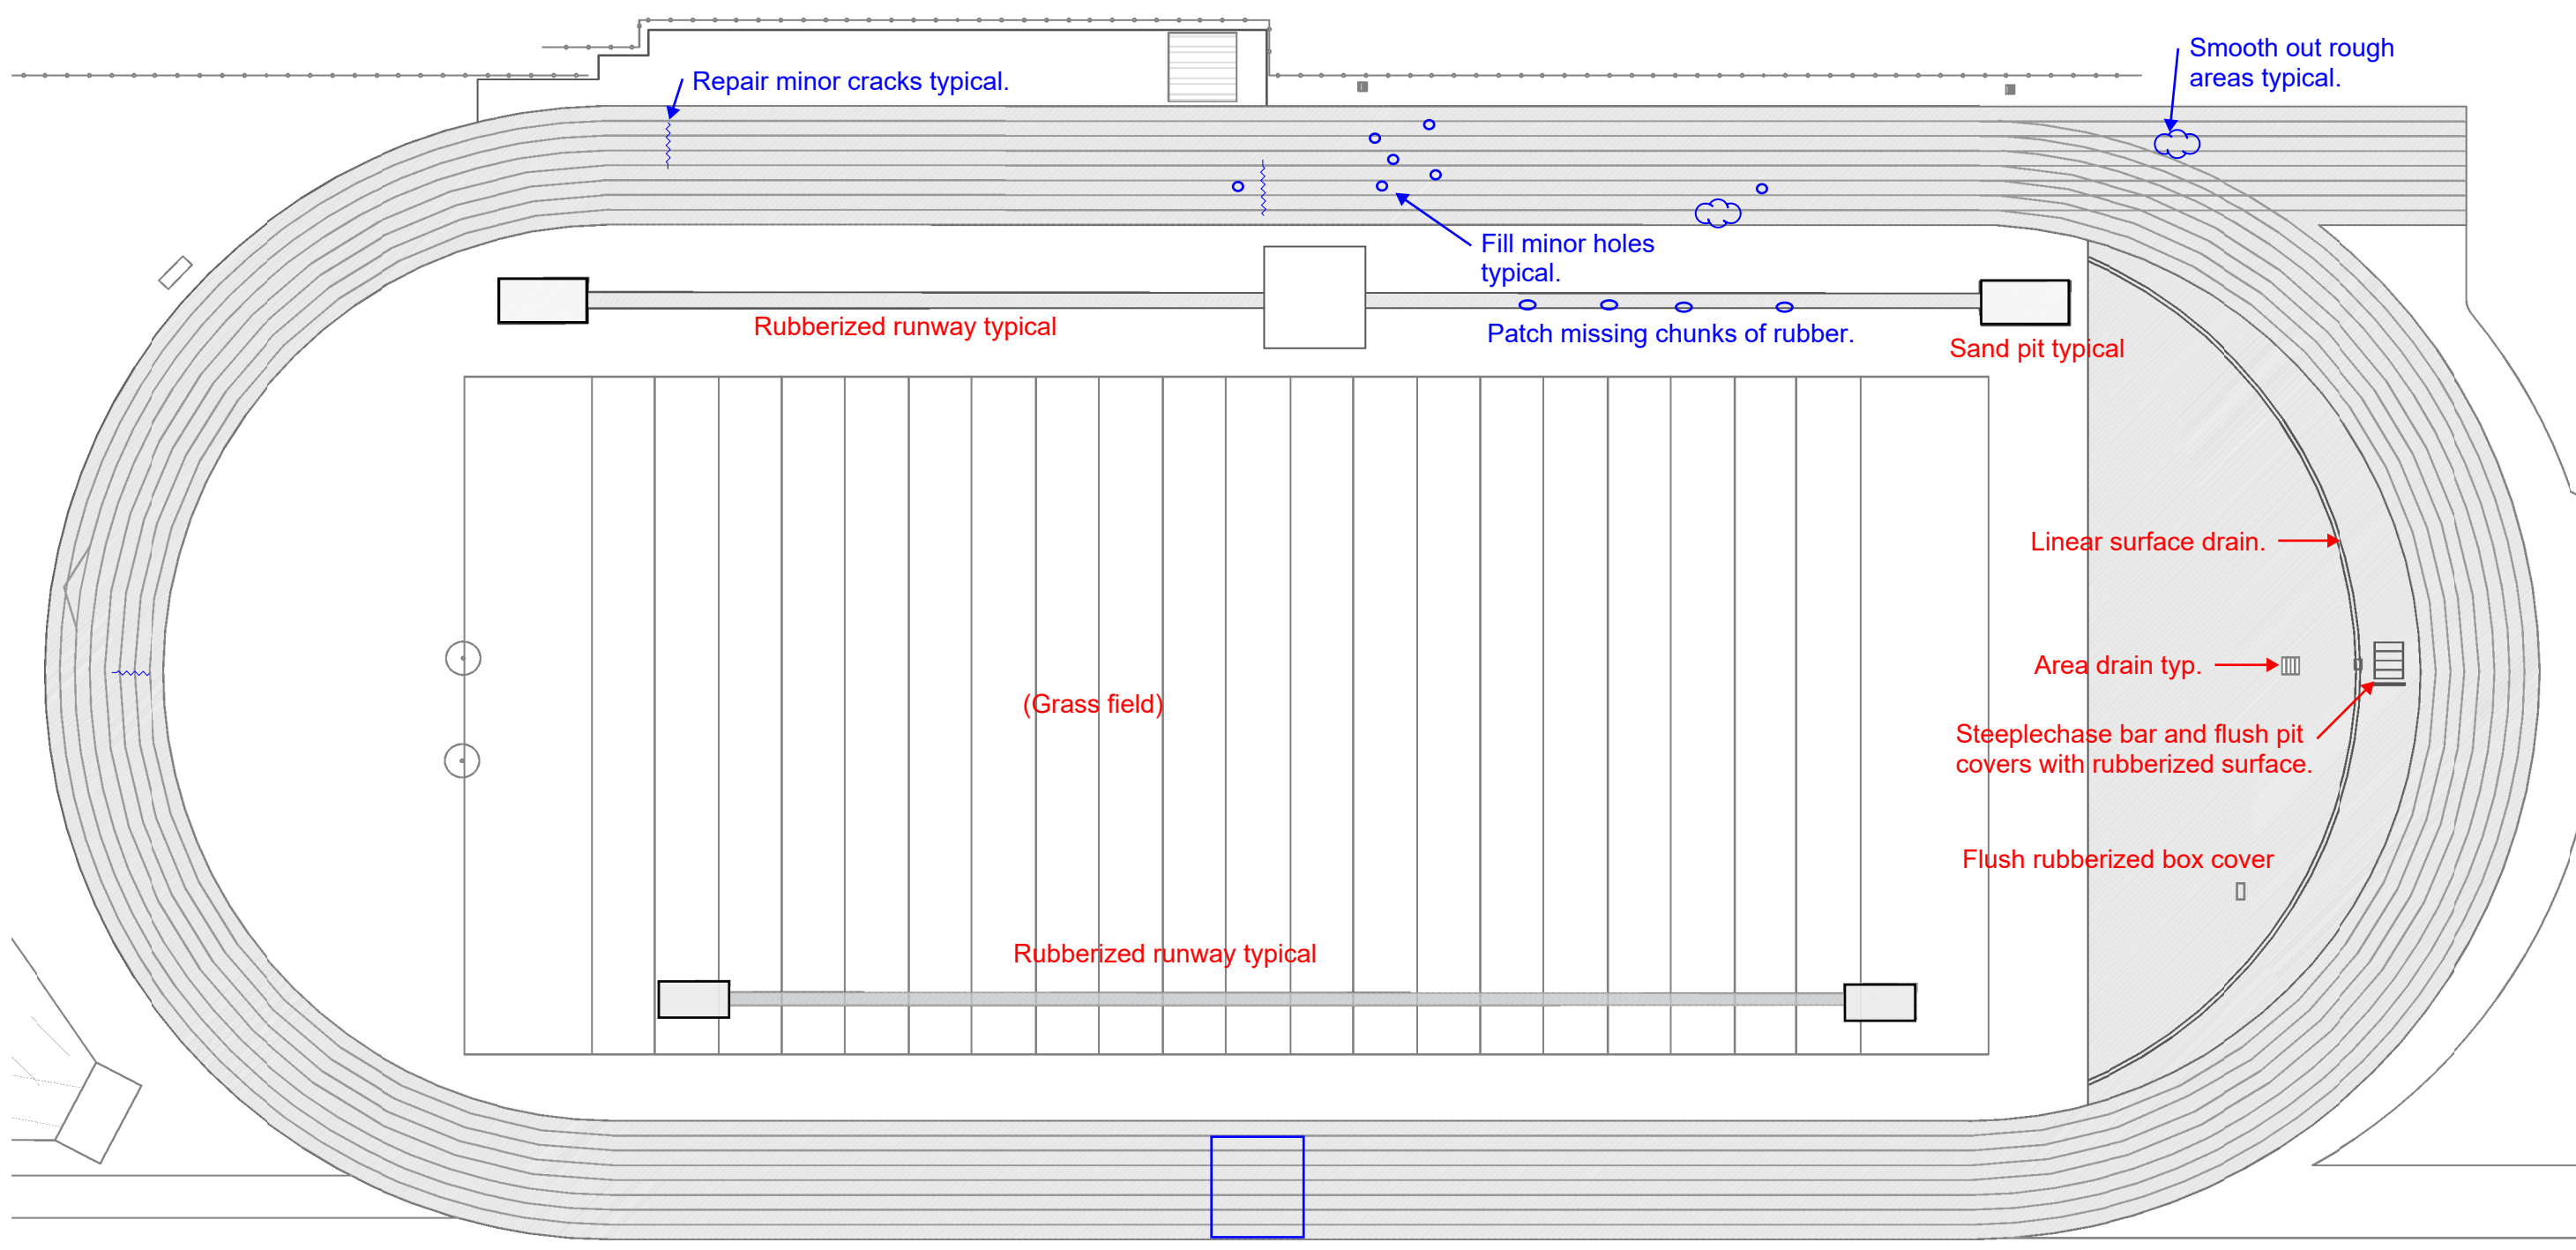 Smooth out rough
areas typical.
Repair minor cracks typical.
Fill minor holes
typical.
Rubberized runway typical
Patch missing chunks of rubber.
Sand pit typical
Linear surface drain.
Area drain typ.
(Grass field)
Steeplechase bar and flush pit
covers with rubberized surface.
Flush rubberized box cover
Rubberized runway typical